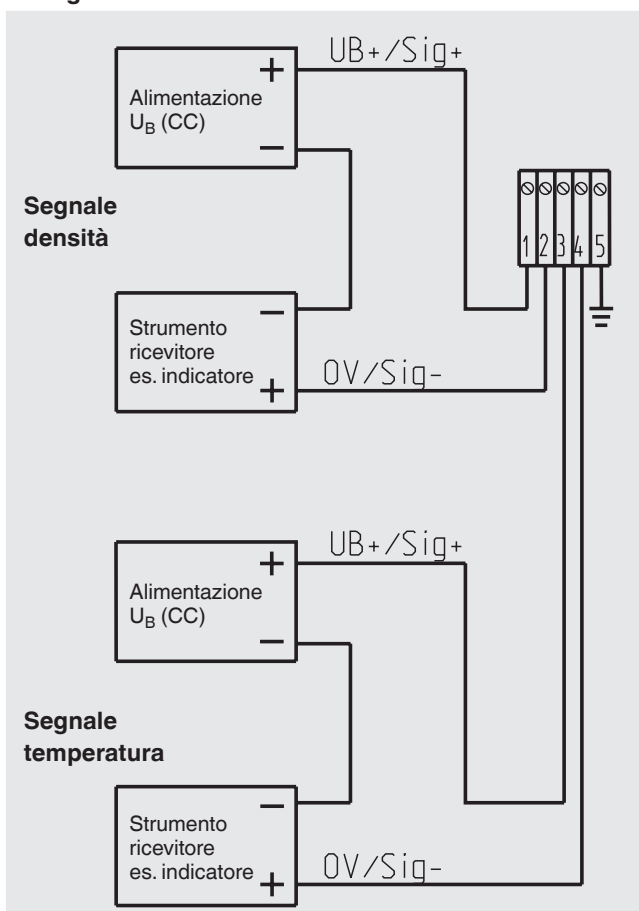 UB+/Sig+
+
Alimentazione
U_B (CC)
−
Segnale
densità
1 2 3 4 5
−
Strumento
ricevitore
es. indicatore
+
0V/Sig-
UB+/Sig+
+
Alimentazione
U_B (CC)
−
Segnale
temperatura
−
Strumento
ricevitore
es. indicatore
+
0V/Sig-